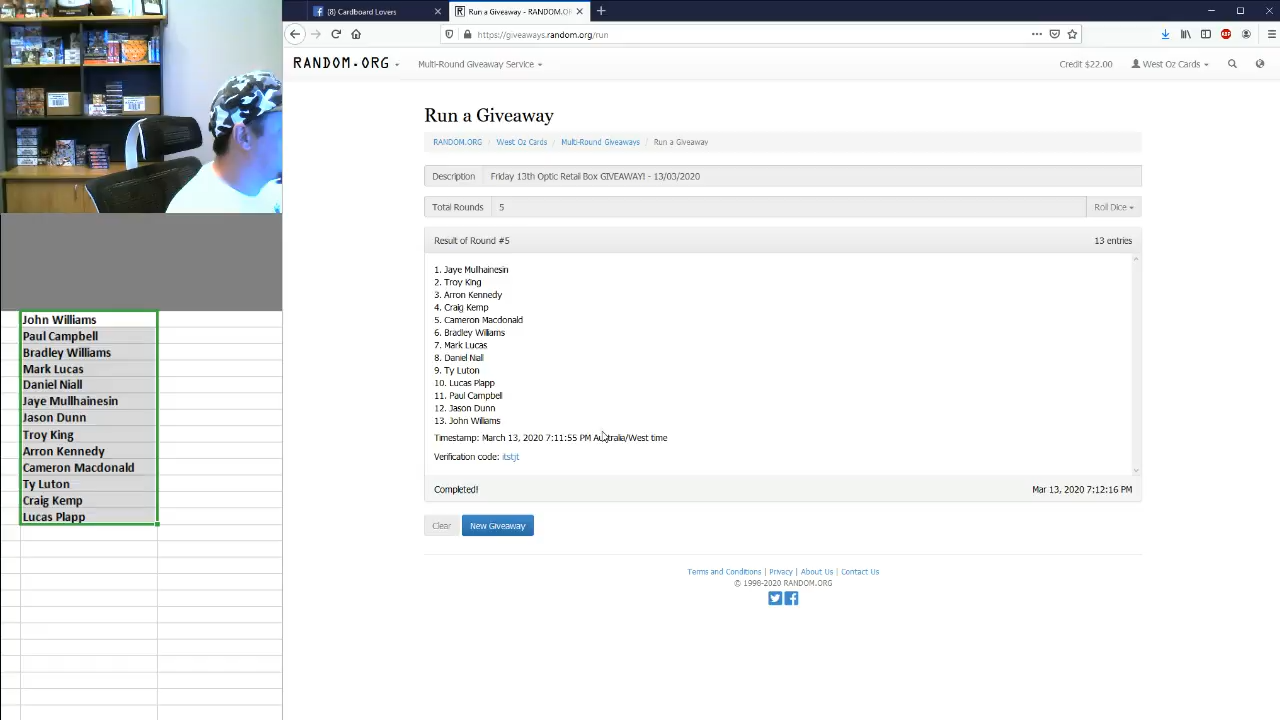 (8) Cardboard Lovers
Run a Giveaway - RANDOM.ORG
https://giveaways.random.org/run
RANDOM.ORG
Multi-Round Giveaway Service
Credit $22.00
West Oz Cards
Run a Giveaway
RANDOM.ORG / West Oz Cards / Multi-Round Giveaways / Run a Giveaway
Description Friday 13th Optic Retail Box GIVEAWAY! - 13/03/2020
Total Rounds 5 Roll Dice
Result of Round #5 13 entries
1. Jaye Mullhainesin
2. Troy King
3. Arron Kennedy
4. Craig Kemp
5. Cameron Macdonald
6. Bradley Williams
7. Mark Lucas
8. Daniel Niall
9. Ty Luton
10. Lucas Plapp
11. Paul Campbell
12. Jason Dunn
13. John Williams
Timestamp: March 13, 2020 7:11:55 PM Australia/West time
Verification code: itstjt
Completed! Mar 13, 2020 7:12:16 PM
Clear New Giveaway
Terms and Conditions | Privacy | About Us | Contact Us
© 1998-2020 RANDOM.ORG
John Williams
Paul Campbell
Bradley Williams
Mark Lucas
Daniel Niall
Jaye Mullhainesin
Jason Dunn
Troy King
Arron Kennedy
Cameron Macdonald
Ty Luton
Craig Kemp
Lucas Plapp